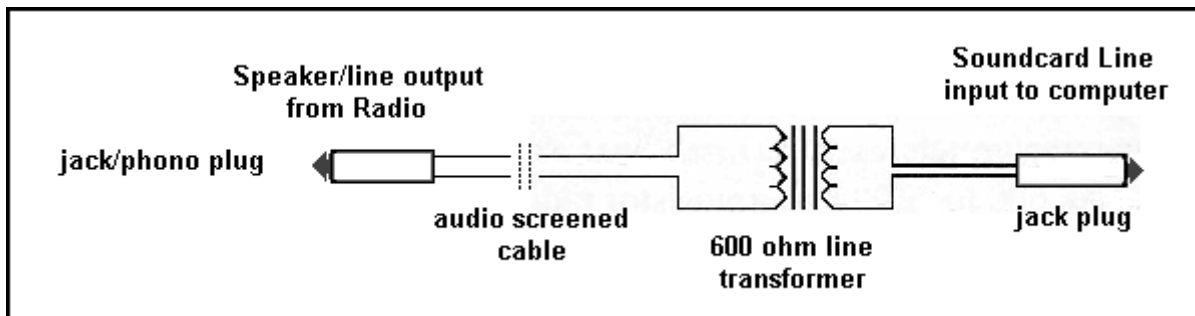 Speaker/line output
from Radio
Soundcard Line
input to computer
jack/phono plug
audio screened
cable
600 ohm line
transformer
jack plug